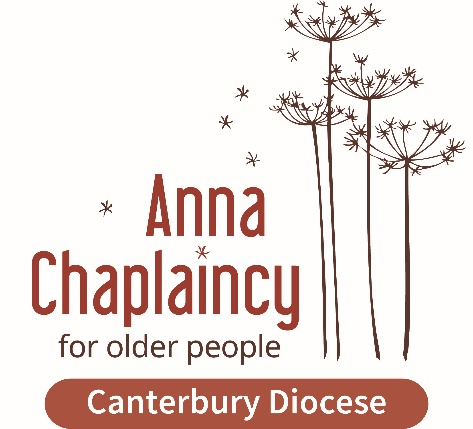 Anna
Chaplaincy
for older people
Canterbury Diocese